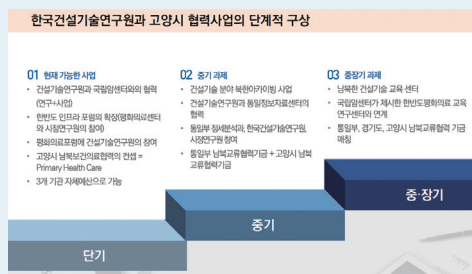 한국건설기술연구원과 고양시 협력사업의 단계적 구상
01 현재 가능한 사업
• 건설기술연구원과 국립암센터와의 협력
(연구+사업)
• 한반도 인프라 포럼의 확장(평화의료센터
와 시정연구원의 참여)
• 평화의료포럼에 건설기술연구원의 참여
• 고양시 남북보건의료협력의 컨셉 =
Primary Health Care
• 3개 기관 자체예산으로 가능
02 중기 과제
• 건설기술 분야 북한아카이빙 사업
• 건설기술연구원과 통일정보자료센터의
협력
• 통일부 정세분석과, 한국건설기술연구원,
시정연구원 참여
• 통일부 남북교류협력기금 + 고양시 남북
교류협력기금
03 중장기 과제
• 남북한 건설기술 교육 센터
• 국립암센터가 제시한 한반도평화의료 교육
연구센터와 연계
• 통일부, 경기도, 고양시 남북교류협력 기금
매칭
단기
중기
중·장기